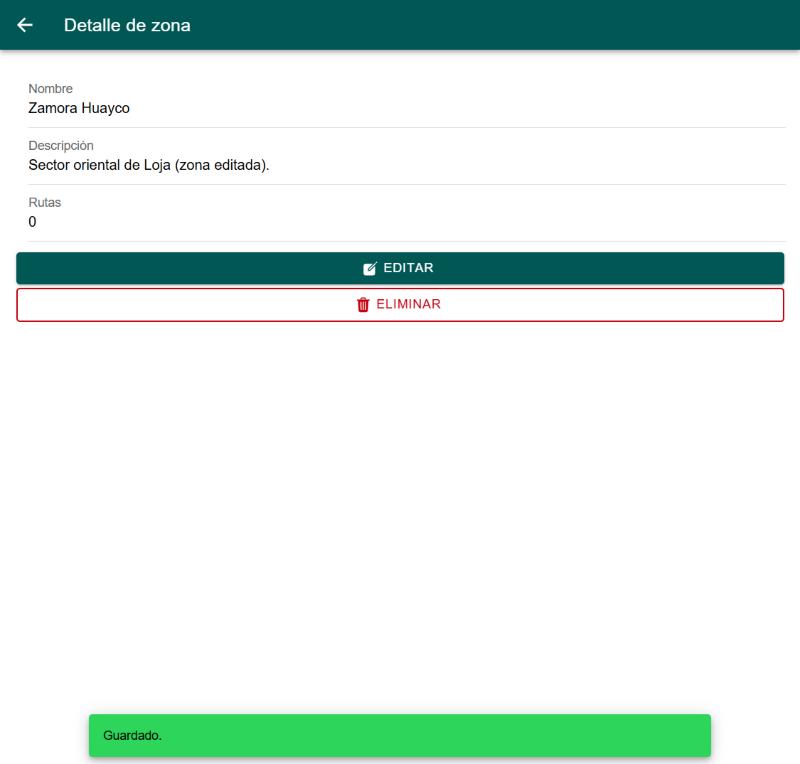 Detalle de zona
Nombre
Zamora Huayco
Descripción
Sector oriental de Loja (zona editada).
Rutas
0
EDITAR
ELIMINAR
Guardado.